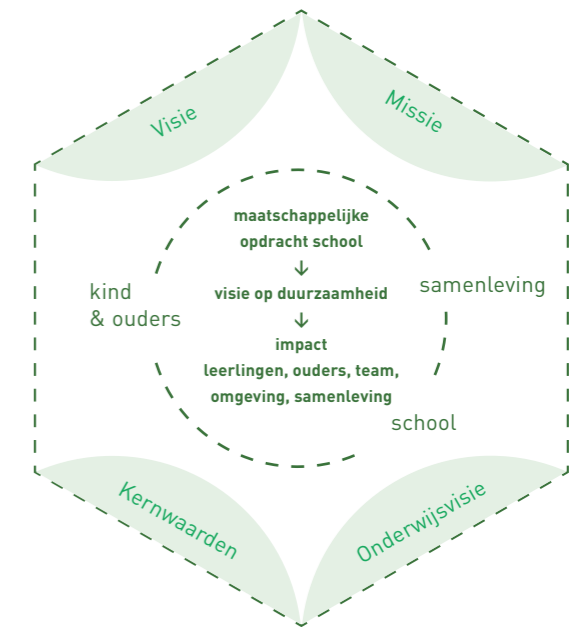 Visie
Missie
maatschappelijke
opdracht school
↓
visie op duurzaamheid
↓
impact
leerlingen, ouders, team,
omgeving, samenleving
kind
& ouders
samenleving
school
Kernwaarden
Onderwijsvisie